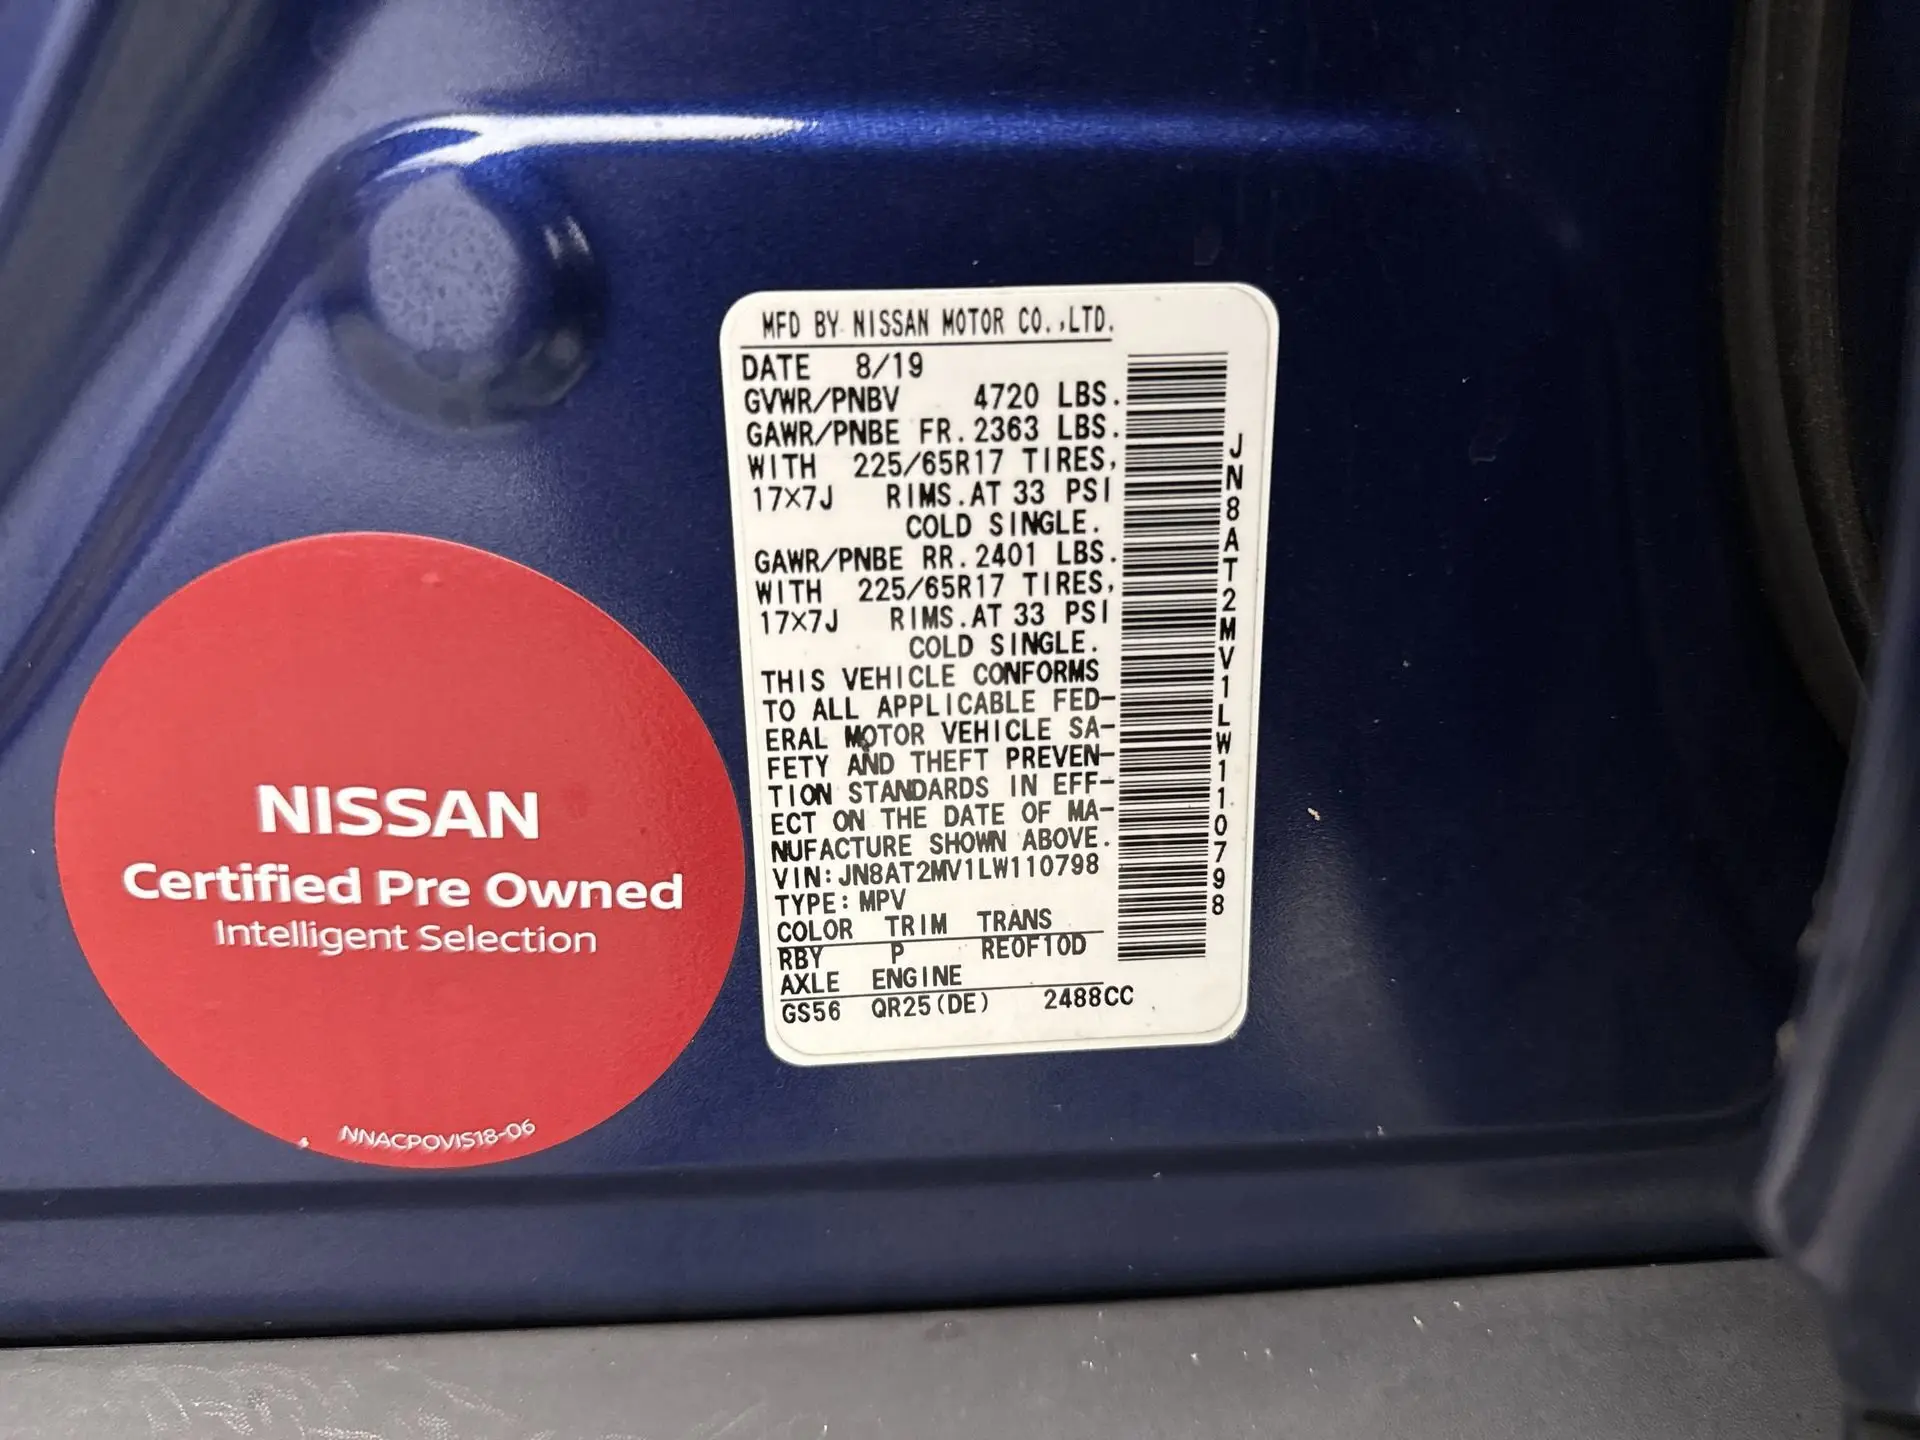 MFD BY NISSAN MOTOR CO.,LTD.
DATE 8/19
GVWR/PNBV 4720 LBS.
GAWR/PNBE FR. 2363 LBS.
WITH 225/65R17 TIRES,
17×7J RIMS.AT 33 PSI
COLD SINGLE.
GAWR/PNBE RR. 2401 LBS.
WITH 225/65R17 TIRES,
17×7J RIMS.AT 33 PSI
COLD SINGLE.
THIS VEHICLE CONFORMS
TO ALL APPLICABLE FED-
ERAL MOTOR VEHICLE SA-
FETY AND THEFT PREVEN-
TION STANDARDS IN EFF-
ECT ON THE DATE OF MA-
NUFACTURE SHOWN ABOVE.
VIN:JN8AT2MV1LW110798
TYPE:MPV
COLOR TRIM TRANS
RBY P RE0F10D
AXLE ENGINE
GS56 QR25(DE) 2488CC
JN8AT2MV1LW110798
NISSAN
Certified Pre Owned
Intelligent Selection
NNACPOVIS18-06